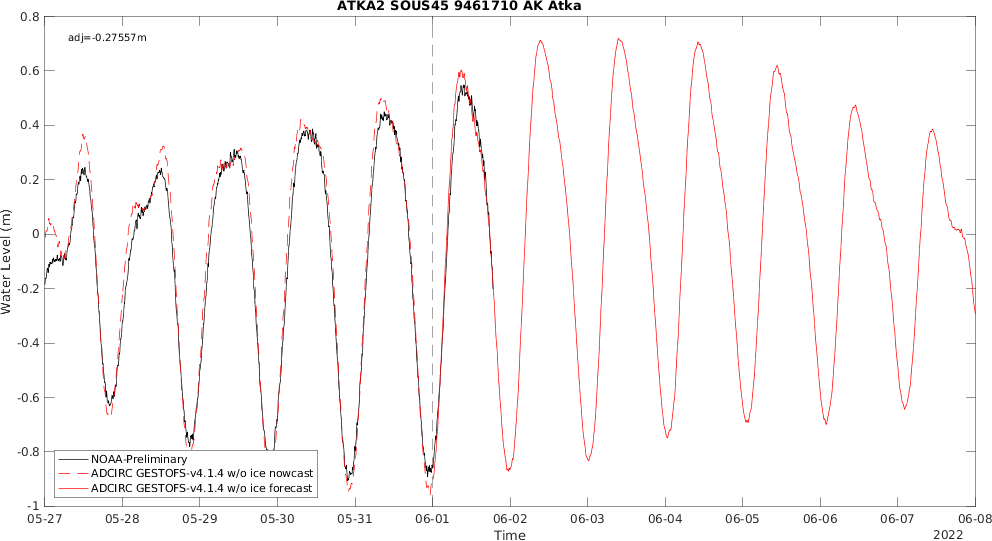 ATKA2 SOUS45 9461710 AK Atka
adj=-0.27557m
0.8
0.6
0.4
0.2
0
-0.2
-0.4
-0.6
-0.8
-1
Water Level (m)
NOAA-Preliminary
ADCIRC GESTOFS-v4.1.4 w/o ice nowcast
ADCIRC GESTOFS-v4.1.4 w/o ice forecast
05-27 05-28 05-29 05-30 05-31 06-01 06-02 06-03 06-04 06-05 06-06 06-07 06-08
Time
2022